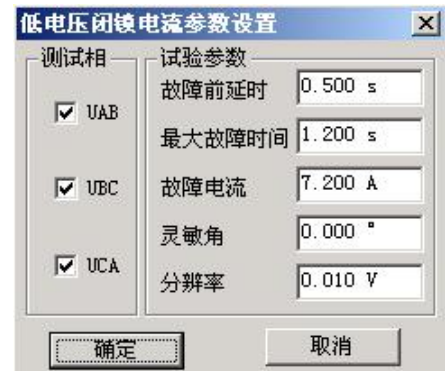 低电压闭锁电流参数设置
测试相
UAB
UBC
UCA
试验参数
故障前延时 0.500 s
最大故障时间 1.200 s
故障电流 7.200 A
灵敏角 0.000 °
分辨率 0.010 V
确定 取消